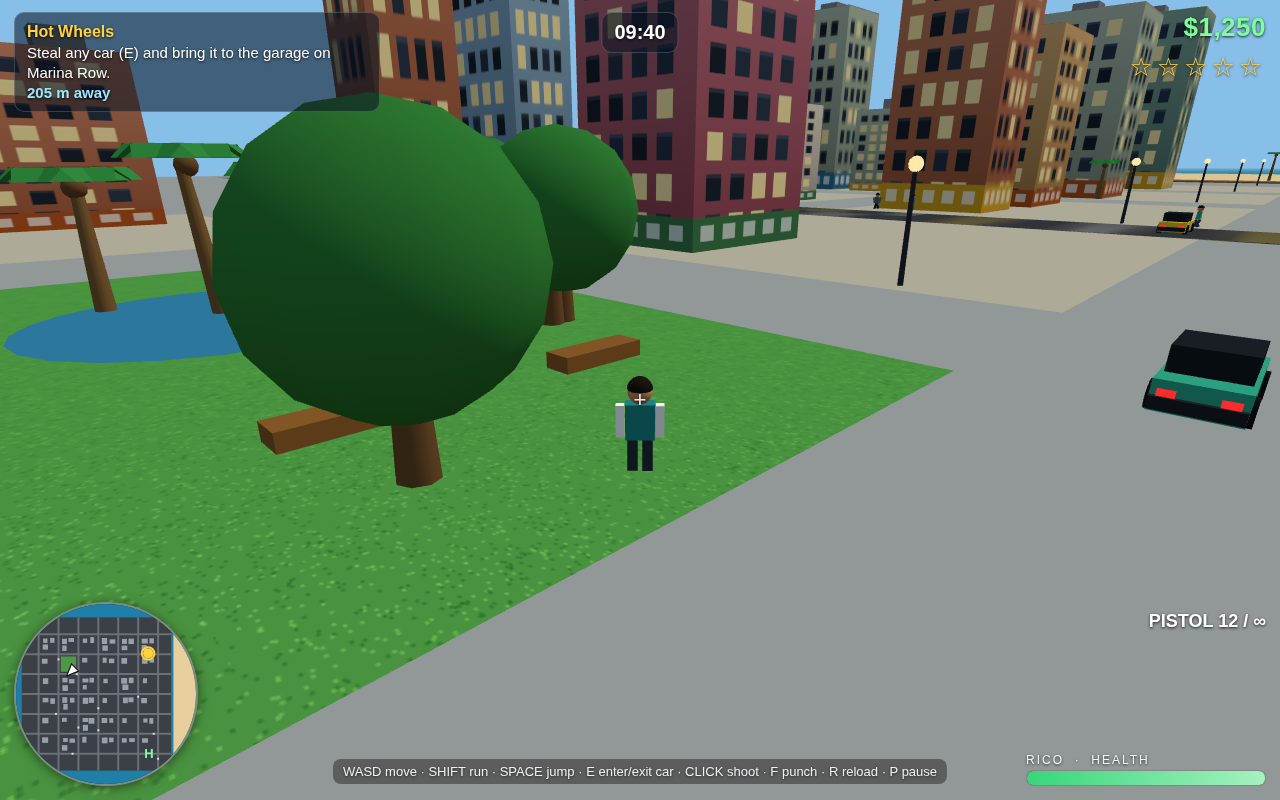 Hot Wheels
Steal any car (E) and bring it to the garage on
Marina Row.
205 m away
09:40
$1,250
PISTOL 12 / ∞
H
WASD move · SHIFT run · SPACE jump · E enter/exit car · CLICK shoot · F punch · R reload · P pause
RICO · HEALTH